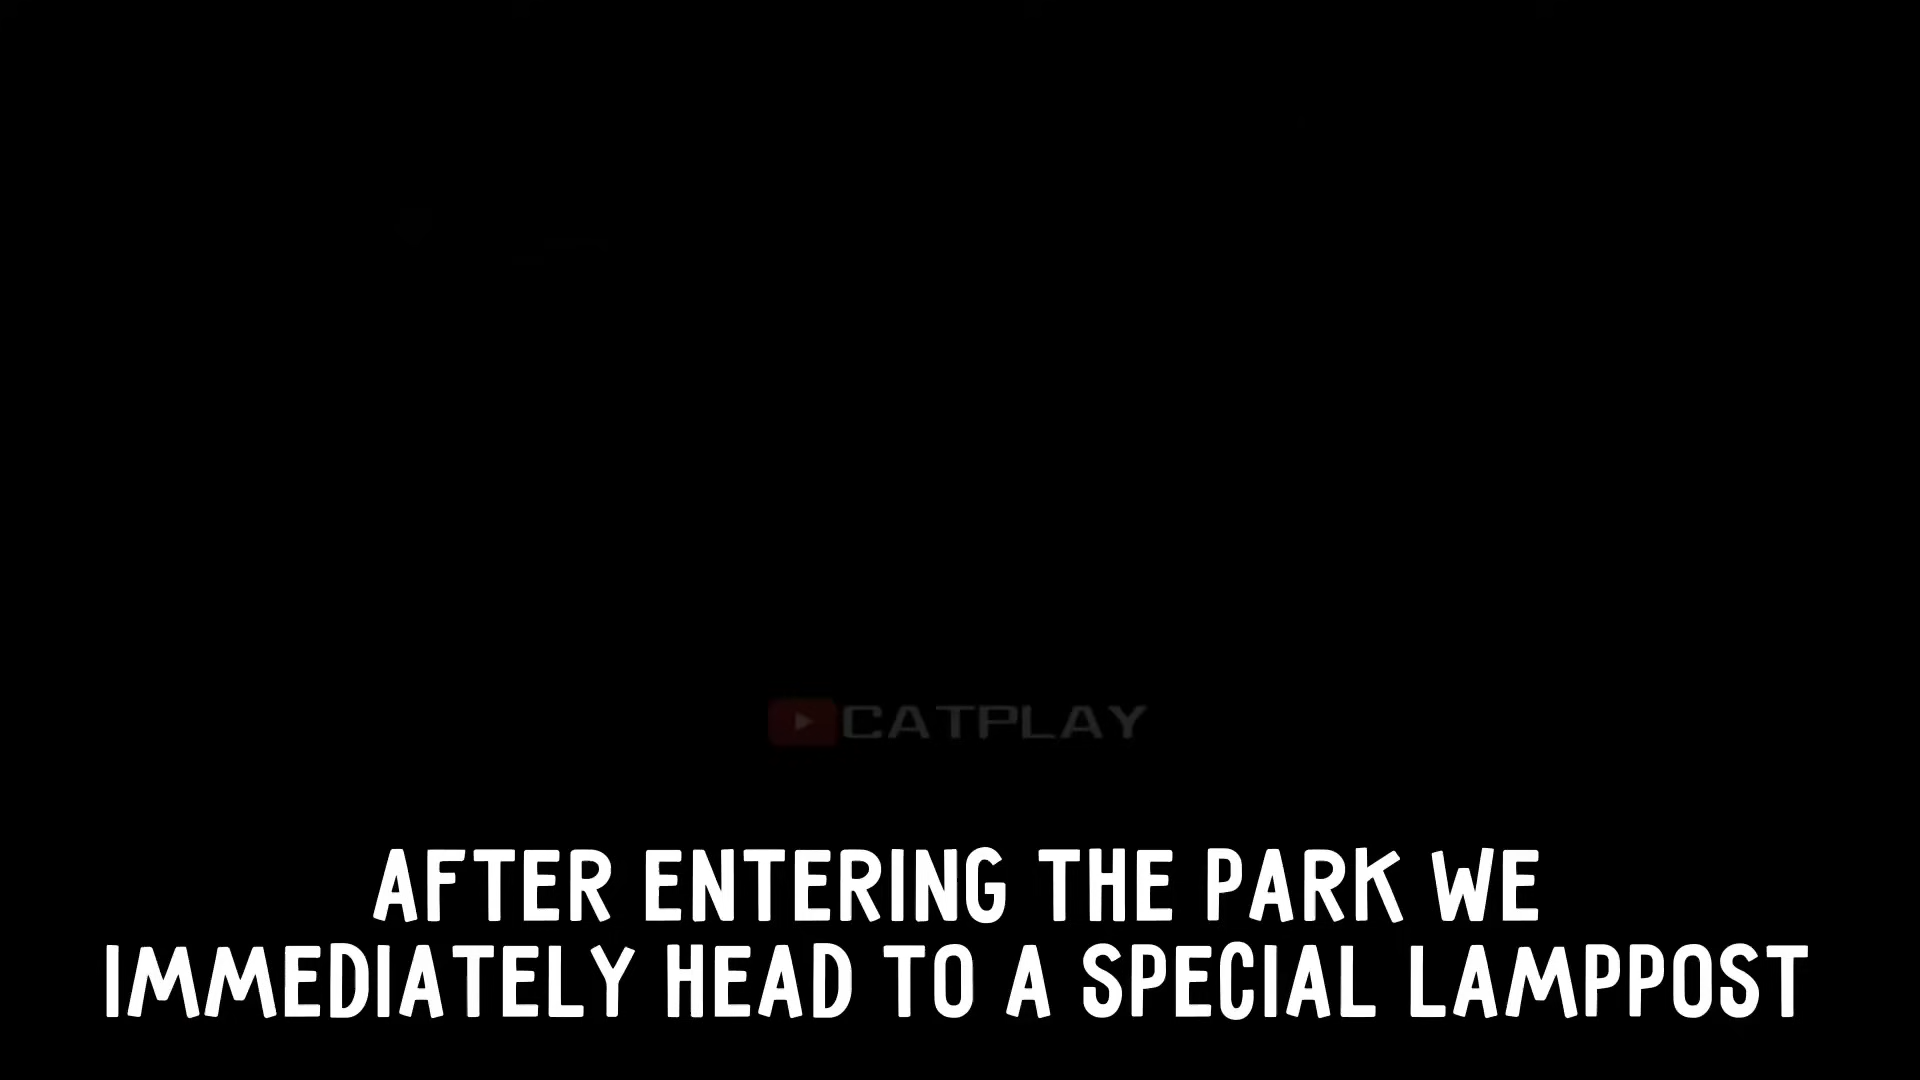 CATPLAY
AFTER ENTERING THE PARK WE
IMMEDIATELY HEAD TO A SPECIAL LAMPPOST